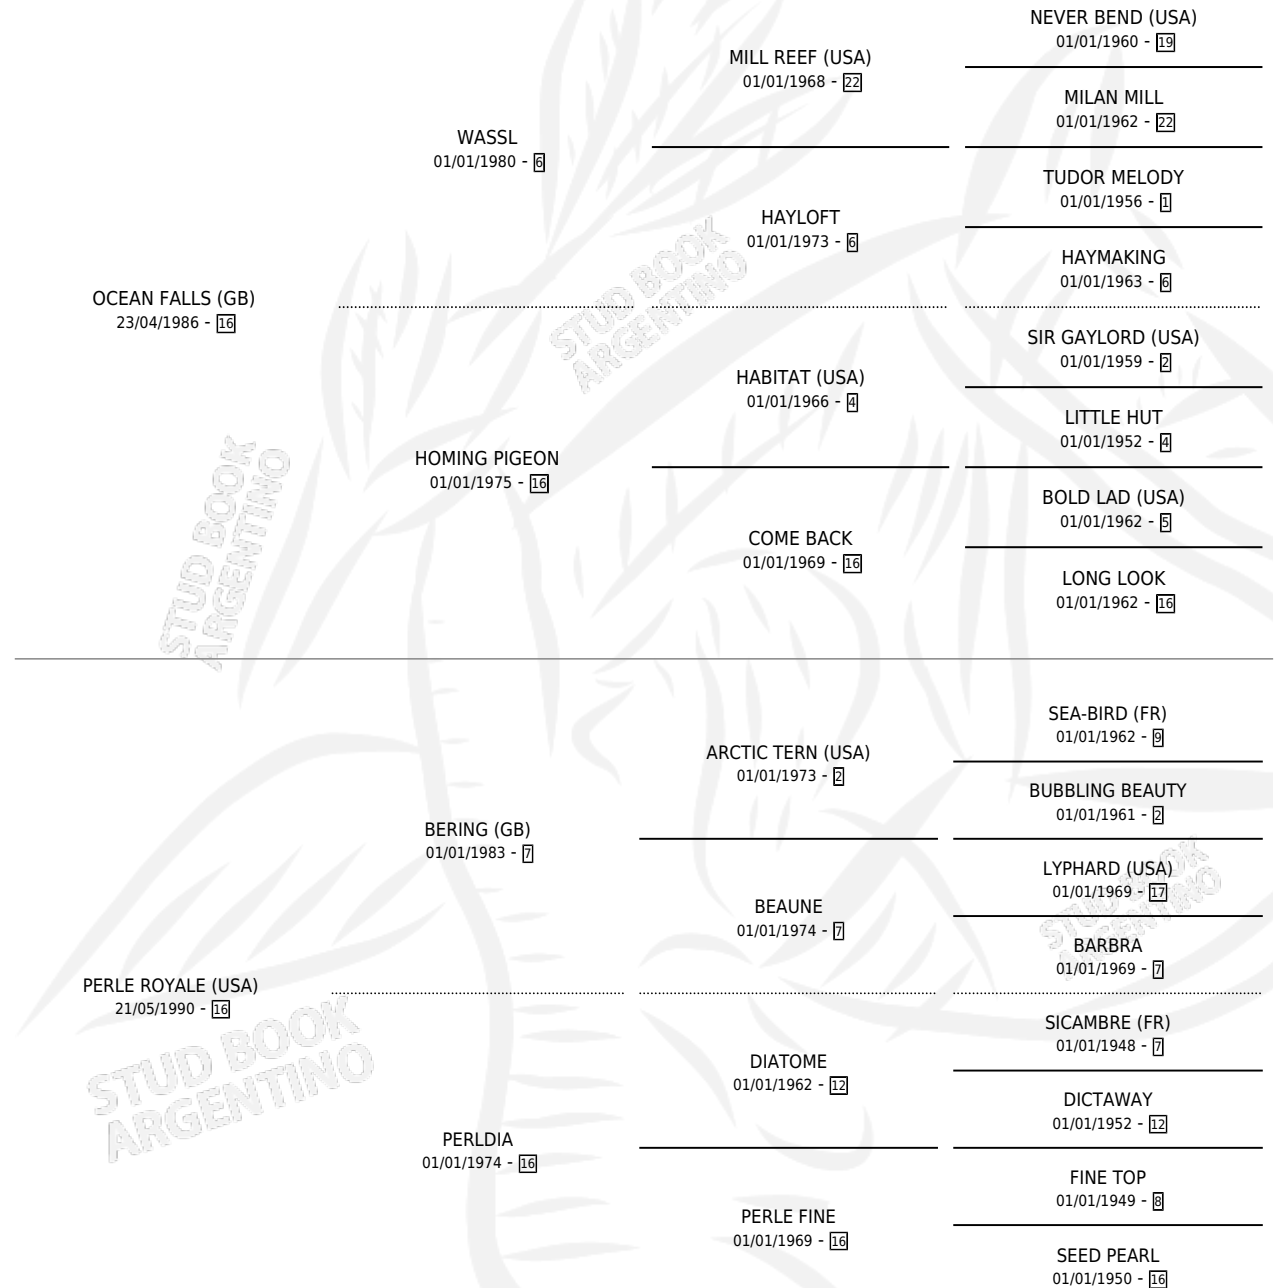 NEVER BEND (USA)
01/01/1960 - 19
MILL REEF (USA)
01/01/1968 - 22
MILAN MILL
01/01/1962 - 22
WASSL
01/01/1980 - 6
TUDOR MELODY
01/01/1956 - 1
HAYLOFT
01/01/1973 - 6
HAYMAKING
01/01/1963 - 6
OCEAN FALLS (GB)
23/04/1986 - 16
SIR GAYLORD (USA)
01/01/1959 - 2
HABITAT (USA)
01/01/1966 - 4
LITTLE HUT
01/01/1952 - 4
HOMING PIGEON
01/01/1975 - 16
BOLD LAD (USA)
01/01/1962 - 5
COME BACK
01/01/1969 - 16
LONG LOOK
01/01/1962 - 16
STUD BOOK
ARGENTINO
STUD BOOK
ARGENTINO
SEA-BIRD (FR)
01/01/1962 - 9
ARCTIC TERN (USA)
01/01/1973 - 2
BUBBLING BEAUTY
01/01/1961 - 2
BERING (GB)
01/01/1983 - 7
LYPHARD (USA)
01/01/1969 - 17
BEAUNE
01/01/1974 - 7
BARBRA
01/01/1969 - 7
STUD BOOK
ARGENTINO
PERLE ROYALE (USA)
21/05/1990 - 16
SICAMBRE (FR)
01/01/1948 - 7
DIATOME
01/01/1962 - 12
DICTAWAY
01/01/1952 - 12
STUD BOOK
ARGENTINO
PERLDIA
01/01/1974 - 16
FINE TOP
01/01/1949 - 8
PERLE FINE
01/01/1969 - 16
SEED PEARL
01/01/1950 - 16